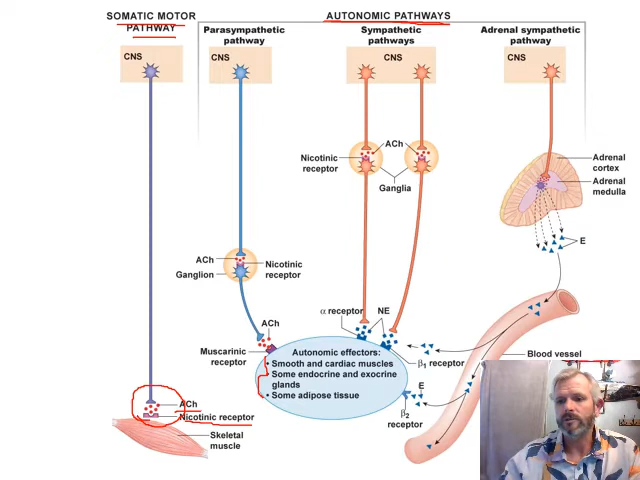 SOMATIC MOTOR
PATHWAY
AUTONOMIC PATHWAYS
Parasympathetic
pathway
Sympathetic
pathways
Adrenal sympathetic
pathway
CNS
CNS
CNS
CNS
ACh
Nicotinic
receptor
Ganglia
Adrenal
cortex
Adrenal
medulla
E
ACh
Nicotinic
receptor
Ganglion
α receptor
NE
ACh
Muscarinic
receptor
Autonomic effectors:
• Smooth and cardiac muscles
• Some endocrine and exocrine
glands
• Some adipose tissue
β1 receptor
Blood vessel
E
β2
receptor
ACh
Nicotinic receptor
Skeletal
muscle